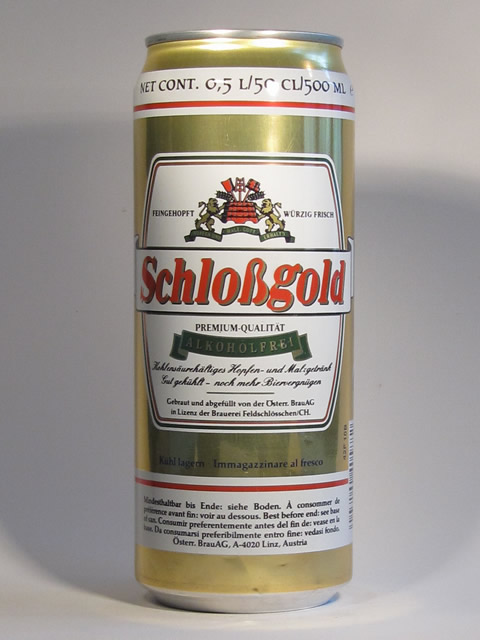 NET CONT. 0,5 L/50 CL/500 ML e
FEINGEHOPFT WÜRZIG FRISCH
Schloßgold
PREMIUM-QUALITÄT
ALKOHOLFREI
Kohlensäurehältiges Hopfen- und Malzgetränk
Gut gekühlt – noch mehr Biervergnügen
Gebraut und abgefüllt von der Österr. BrauAG
in Lizenz der Brauerei Feldschlösschen/CH.
Kühl lagern Immagazzinare al fresco
Mindesthaltbar bis Ende: siehe Boden. À consommer de
préférence avant fin: voir au dessous. Best before end: see base
of can. Consumir preferentemente antes del fin de: vease en la
base. Da consumarsi preferibilmente entro fine: vedasi fondo.
Österr. BrauAG, A-4020 Linz, Austria